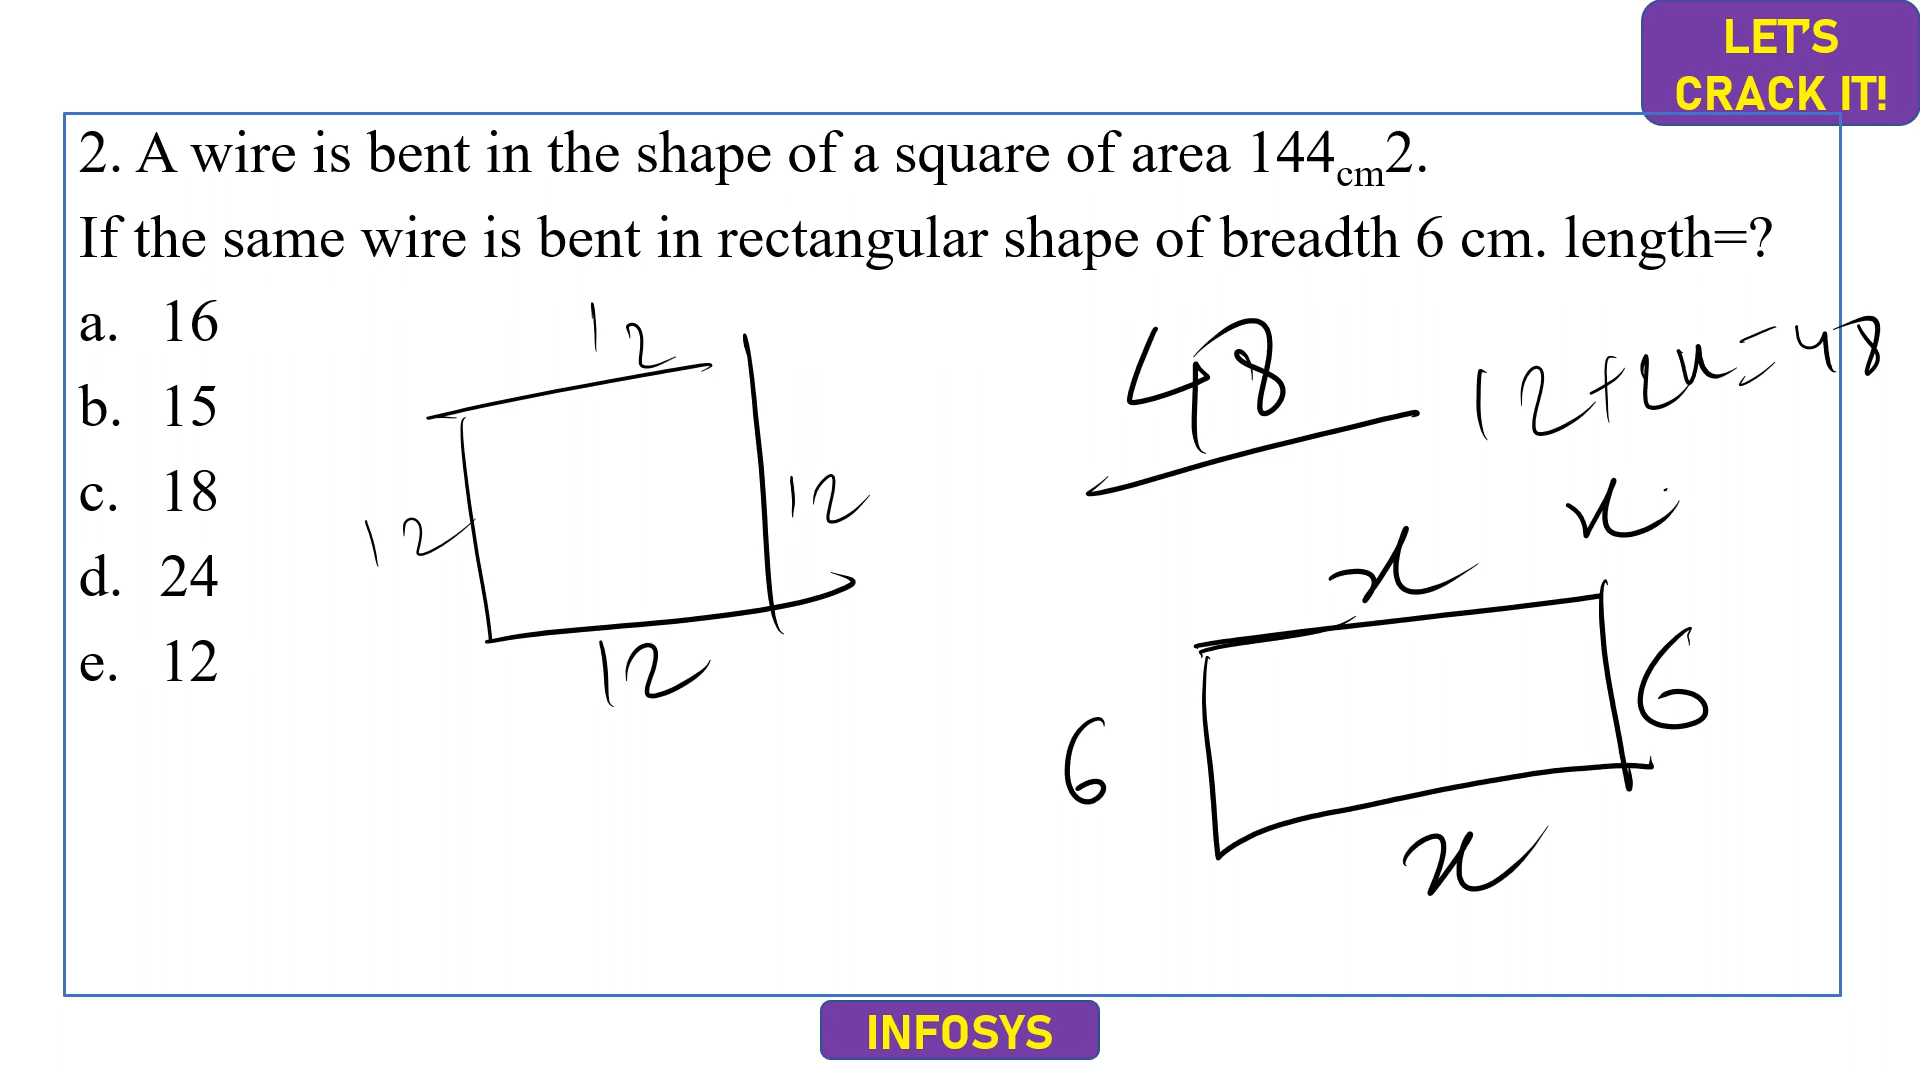 LET'S
CRACK IT!
2. A wire is bent in the shape of a square of area 144cm2.
If the same wire is bent in rectangular shape of breadth 6 cm. length=?
a. 16
b. 15
c. 18
d. 24
e. 12
12
12
12
12
48
12+2x=48
x
x
6
6
x
INFOSYS